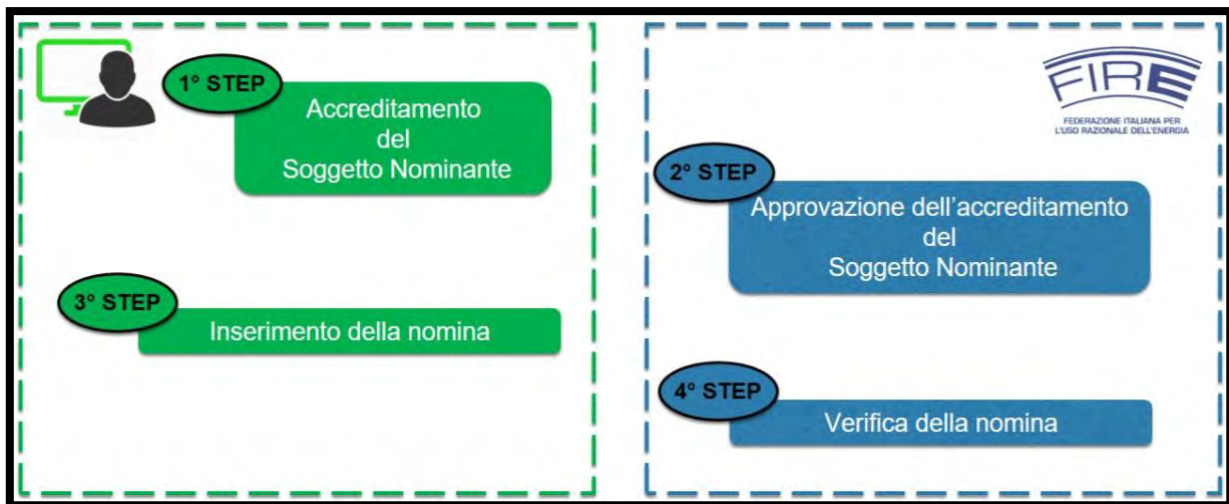 1° STEP
Accreditamento
del
Soggetto Nominante
FIRE
FEDERAZIONE ITALIANA PER
L'USO RAZIONALE DELL'ENERGIA
2° STEP
Approvazione dell'accreditamento
del
Soggetto Nominante
3° STEP
Inserimento della nomina
4° STEP
Verifica della nomina